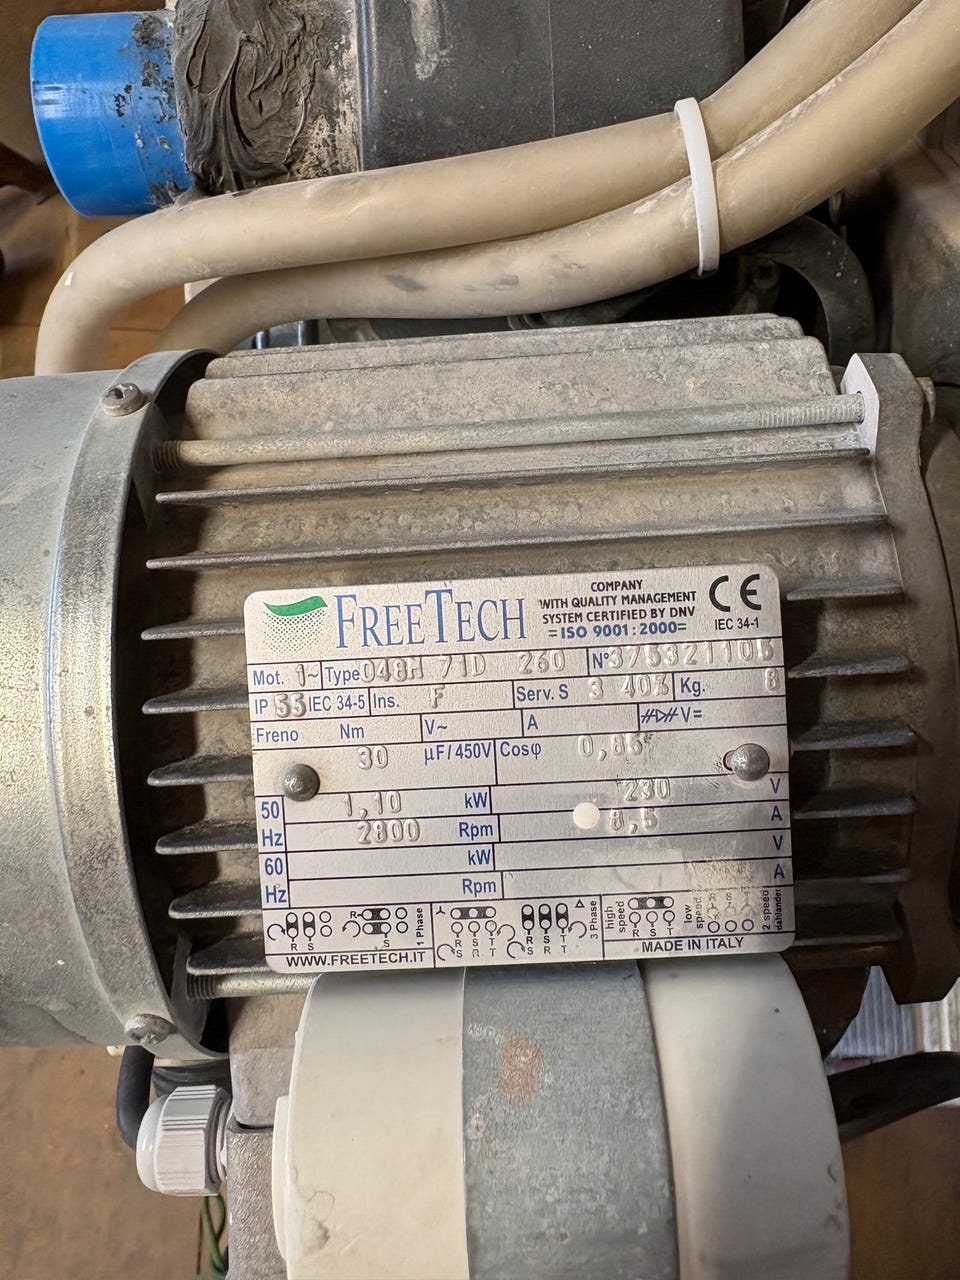 FREETECH
COMPANY
WITH QUALITY MANAGEMENT
SYSTEM CERTIFIED BY DNV
=ISO 9001:2000=
CE
IEC 34-1
Mot. 1~ Type 048M 71D 260 N° 375321105
IP 55 IEC 34-5 Ins. F Serv. S 3 40% Kg. 8
Freno Nm V~ A V=
30 µF/450V Cosφ 0,85
50 Hz 1,10 kW 230 V
2800 Rpm 8,5 A
60 Hz kW V
Rpm A
R S R S 1 Phase
R S T R S T
S R T S R T 3 Phase
high speed R S T low speed R S T 2 speed dahlander
WWW.FREETECH.IT MADE IN ITALY